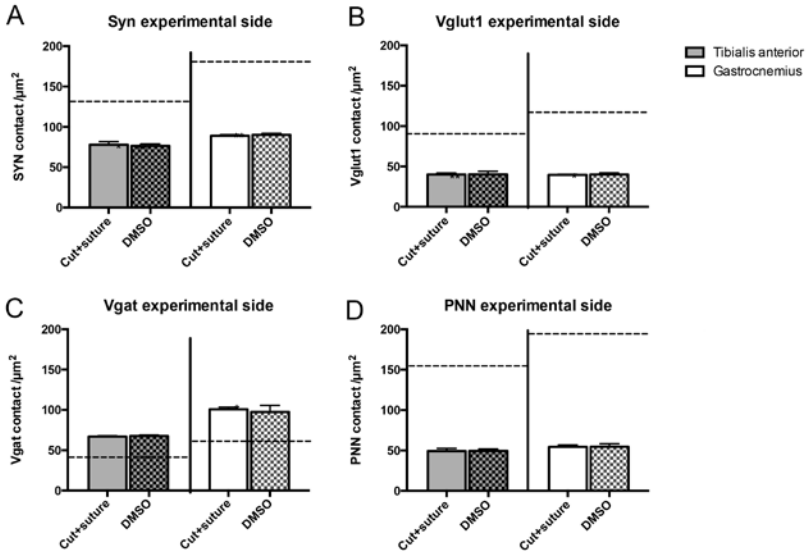 A
Syn experimental side
SYN contact /µm²
200
150
100
50
0
Cut+suture
DMSO
Cut+suture
DMSO
B
Vglut1 experimental side
Vglut1 contact /µm²
200
150
100
50
0
Cut+suture
DMSO
Cut+suture
DMSO
Tibialis anterior
Gastrocnemius
C
Vgat experimental side
Vgat contact /µm²
200
150
100
50
0
Cut+suture
DMSO
Cut+suture
DMSO
D
PNN experimental side
PNN contact /µm²
200
150
100
50
0
Cut+suture
DMSO
Cut+suture
DMSO